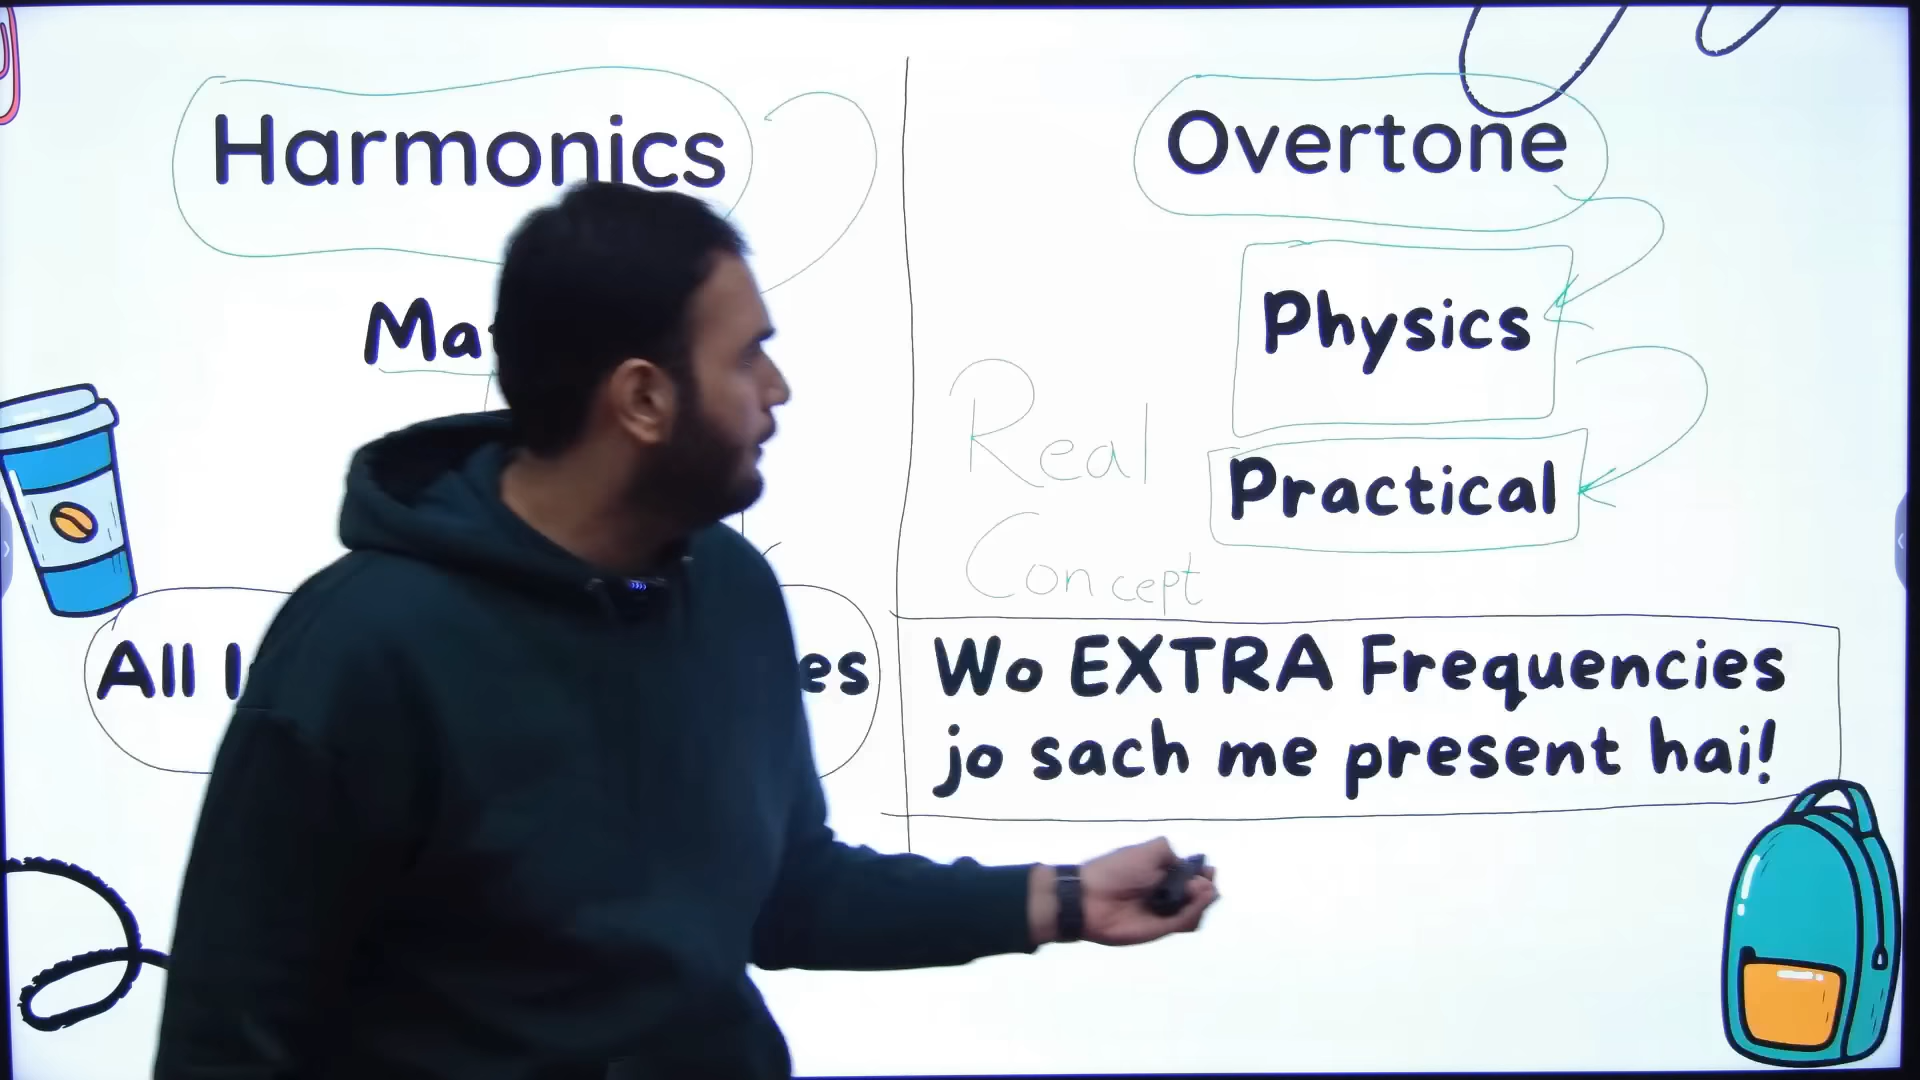 Harmonics
Ma
All
es
Overtone
Physics
Real
Practical
Concept
Wo EXTRA Frequencies
jo sach me present hai!